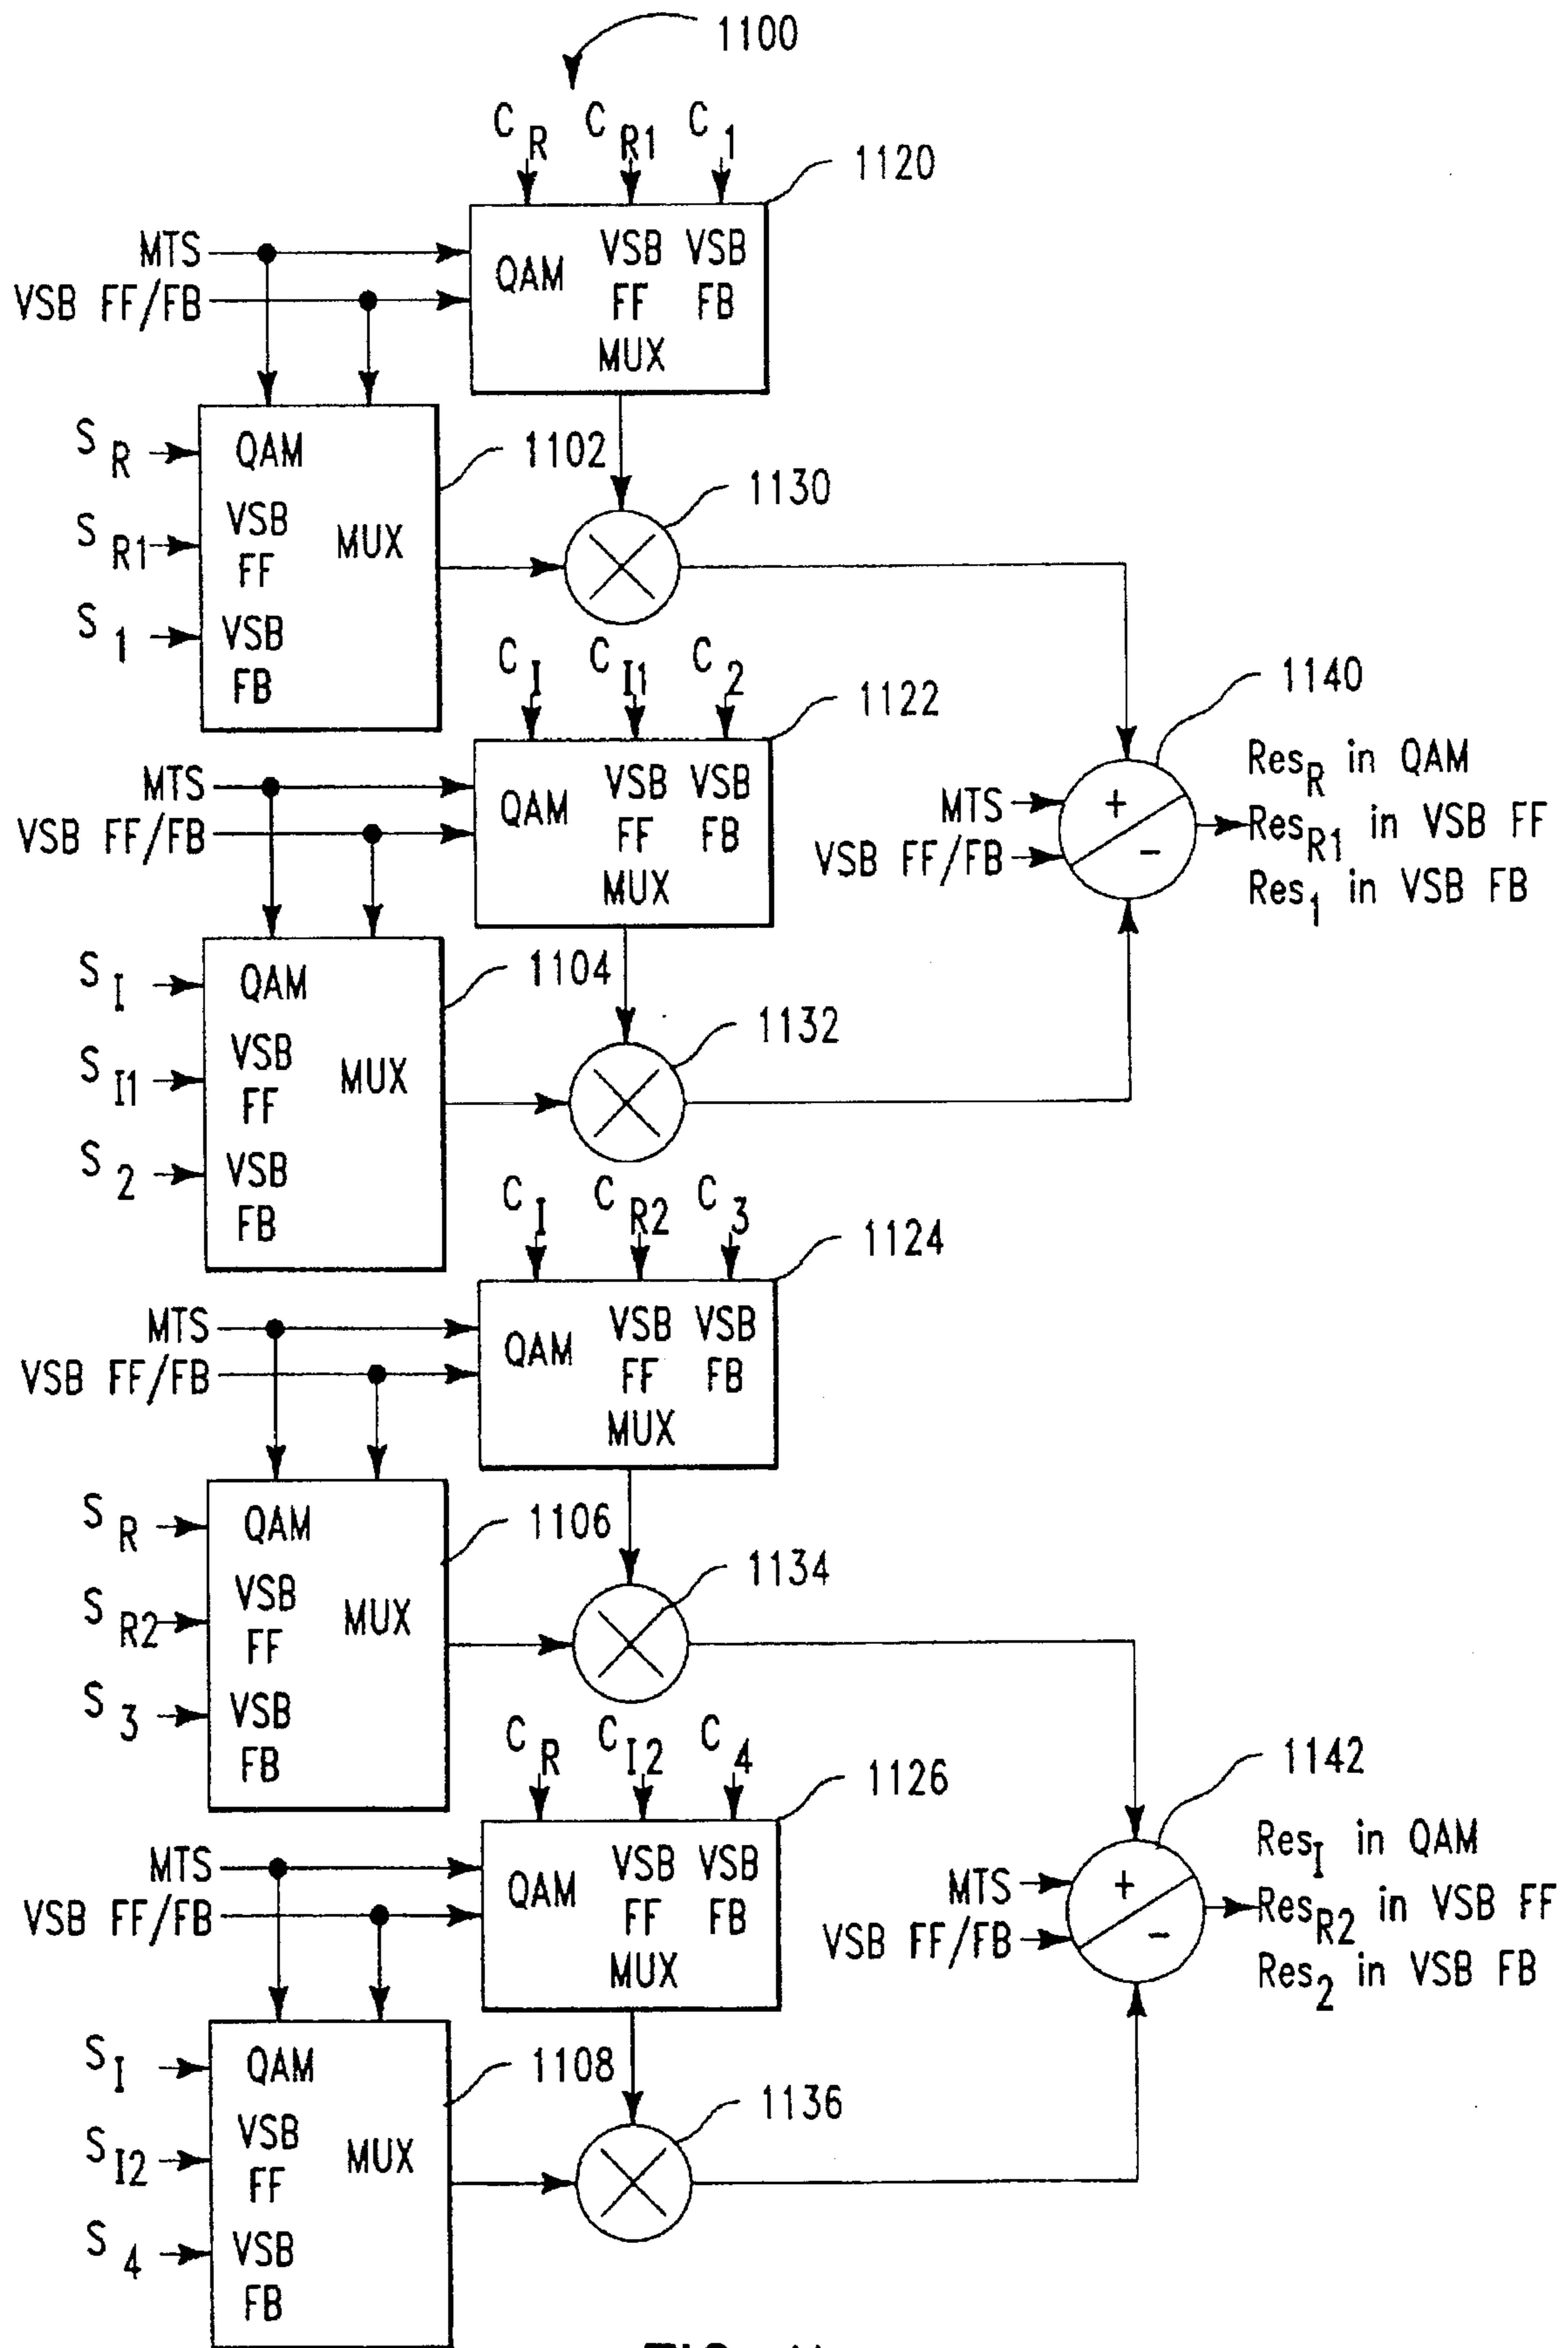 1100
C R C R1 C 1
1120
MTS
VSB FF/FB
QAM VSB FF VSB FB
MUX
S R
S R1
S 1
QAM
VSB FF
MUX
VSB FB
1102
1130
C I C I1 C 2
1122
MTS
VSB FF/FB
QAM VSB FF VSB FB
MUX
1140
MTS
VSB FF/FB
+
-
Res R in QAM
Res R1 in VSB FF
Res 1 in VSB FB
S I
S I1
S 2
QAM
VSB FF
MUX
VSB FB
1104
1132
C I C R2 C 3
1124
MTS
VSB FF/FB
QAM VSB FF VSB FB
MUX
S R
S R2
S 3
QAM
VSB FF
MUX
VSB FB
1106
1134
C R C I2 C 4
1126
MTS
VSB FF/FB
QAM VSB FF VSB FB
MUX
1142
MTS
VSB FF/FB
+
-
Res I in QAM
Res R2 in VSB FF
Res 2 in VSB FB
S I
S I2
S 4
QAM
VSB FF
MUX
VSB FB
1108
1136